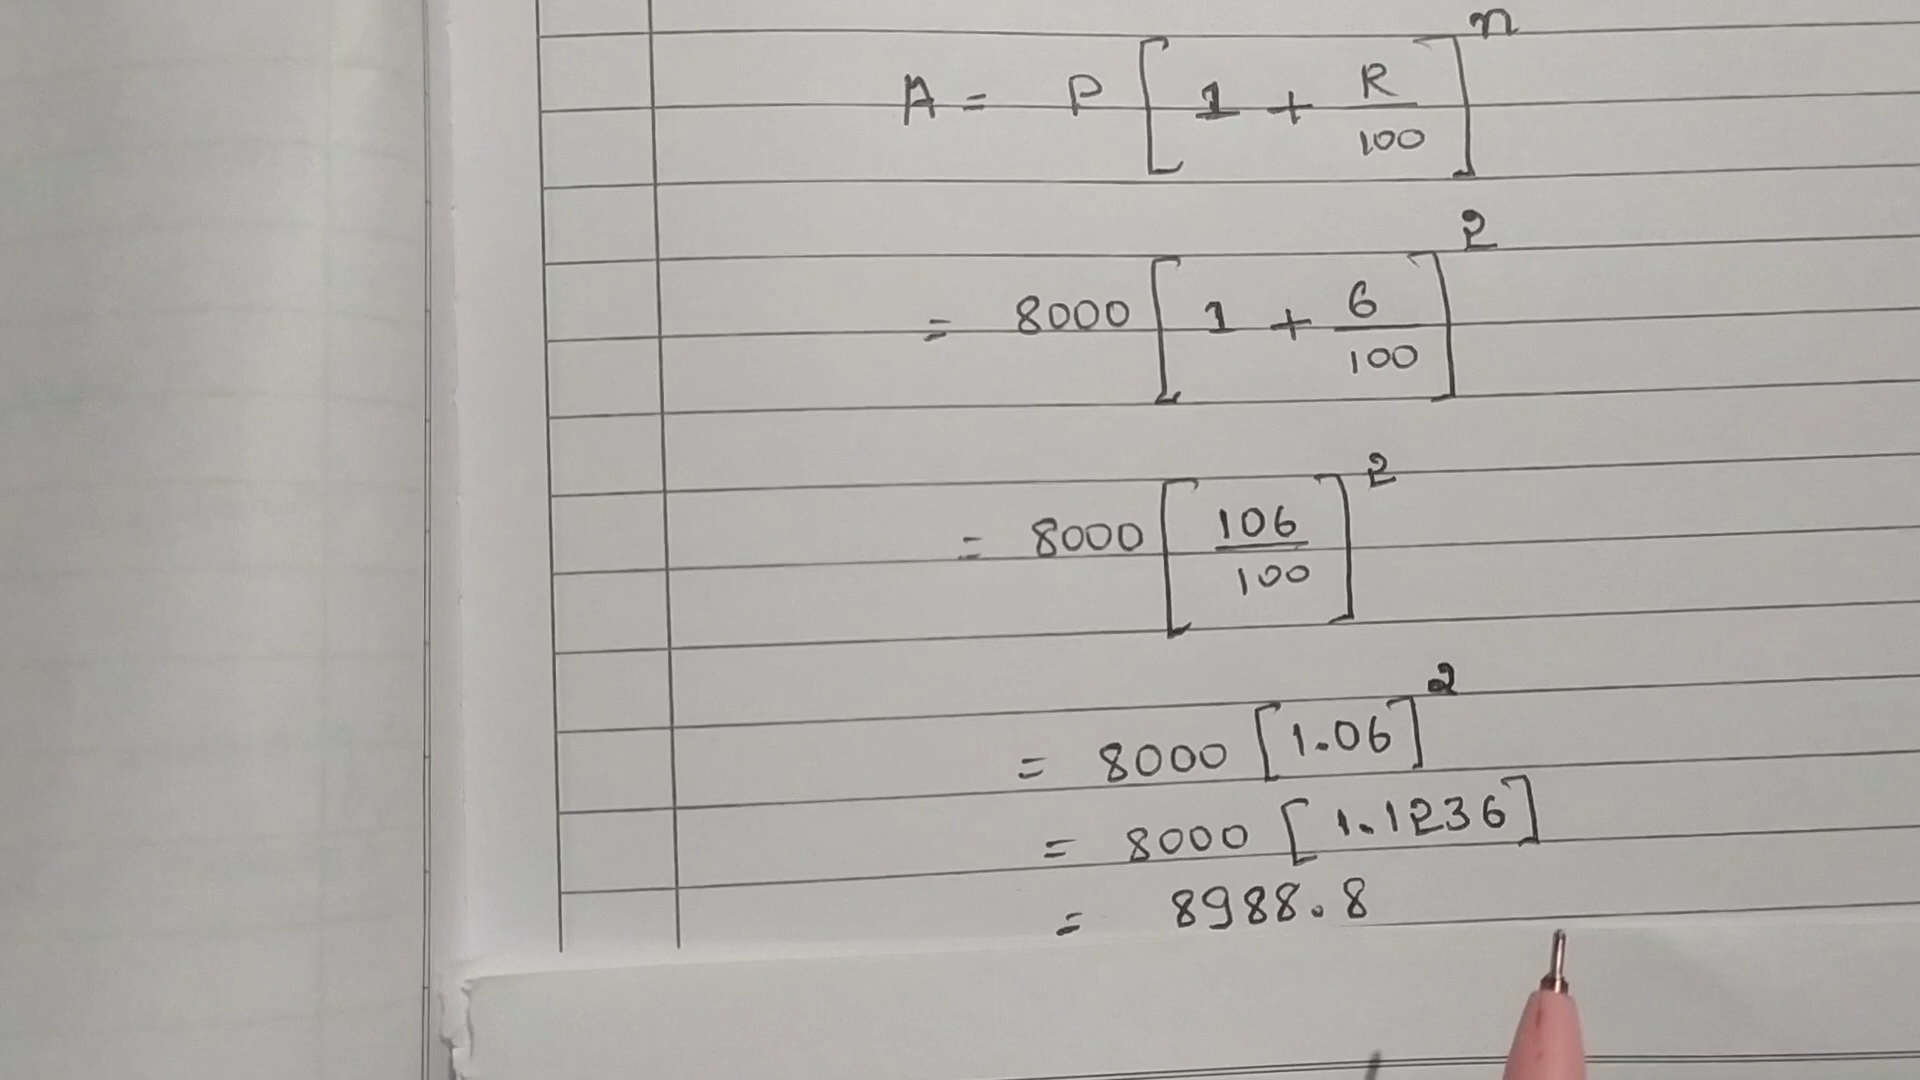 A = P [ 1 + R/100 ]^n
= 8000 [ 1 + 6/100 ]^2
= 8000 [ 106/100 ]^2
= 8000 [1.06]^2
= 8000 [1.1236]
= 8988.8